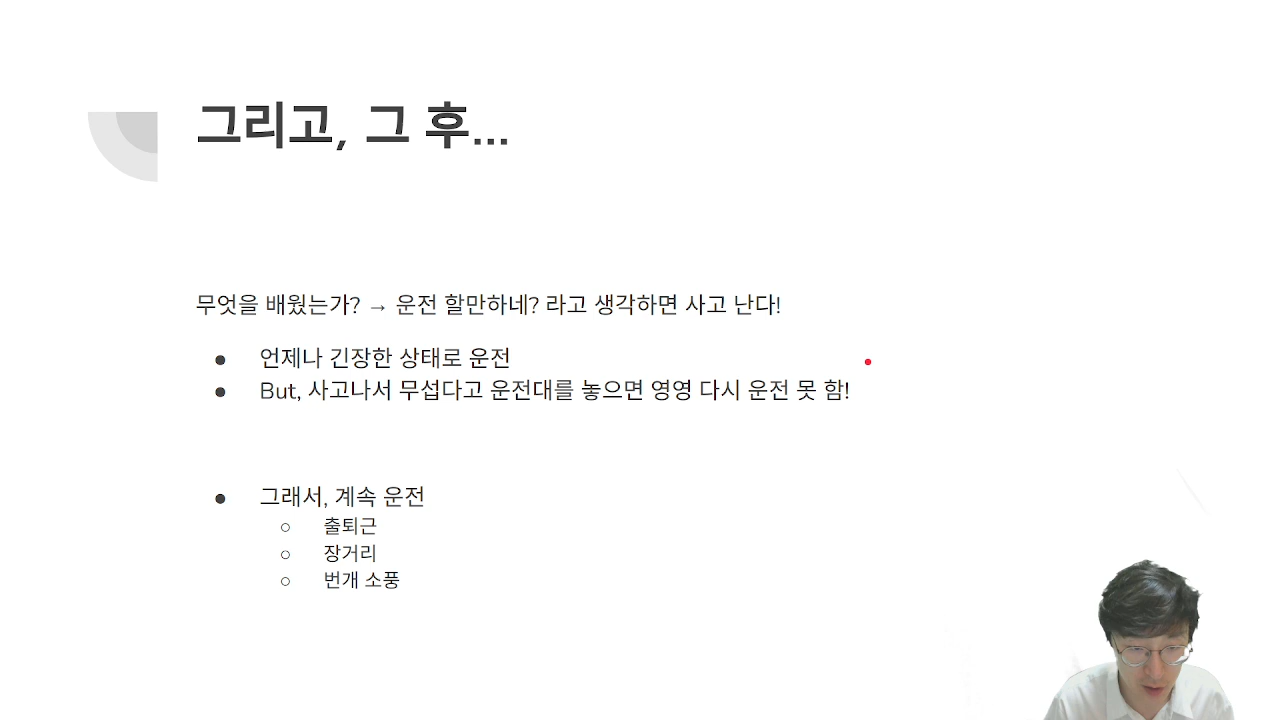 그리고, 그 후...
무엇을 배웠는가? → 운전 할만하네? 라고 생각하면 사고 난다!
● 언제나 긴장한 상태로 운전
● But, 사고나서 무섭다고 운전대를 놓으면 영영 다시 운전 못 함!
● 그래서, 계속 운전
○ 출퇴근
○ 장거리
○ 번개 소풍